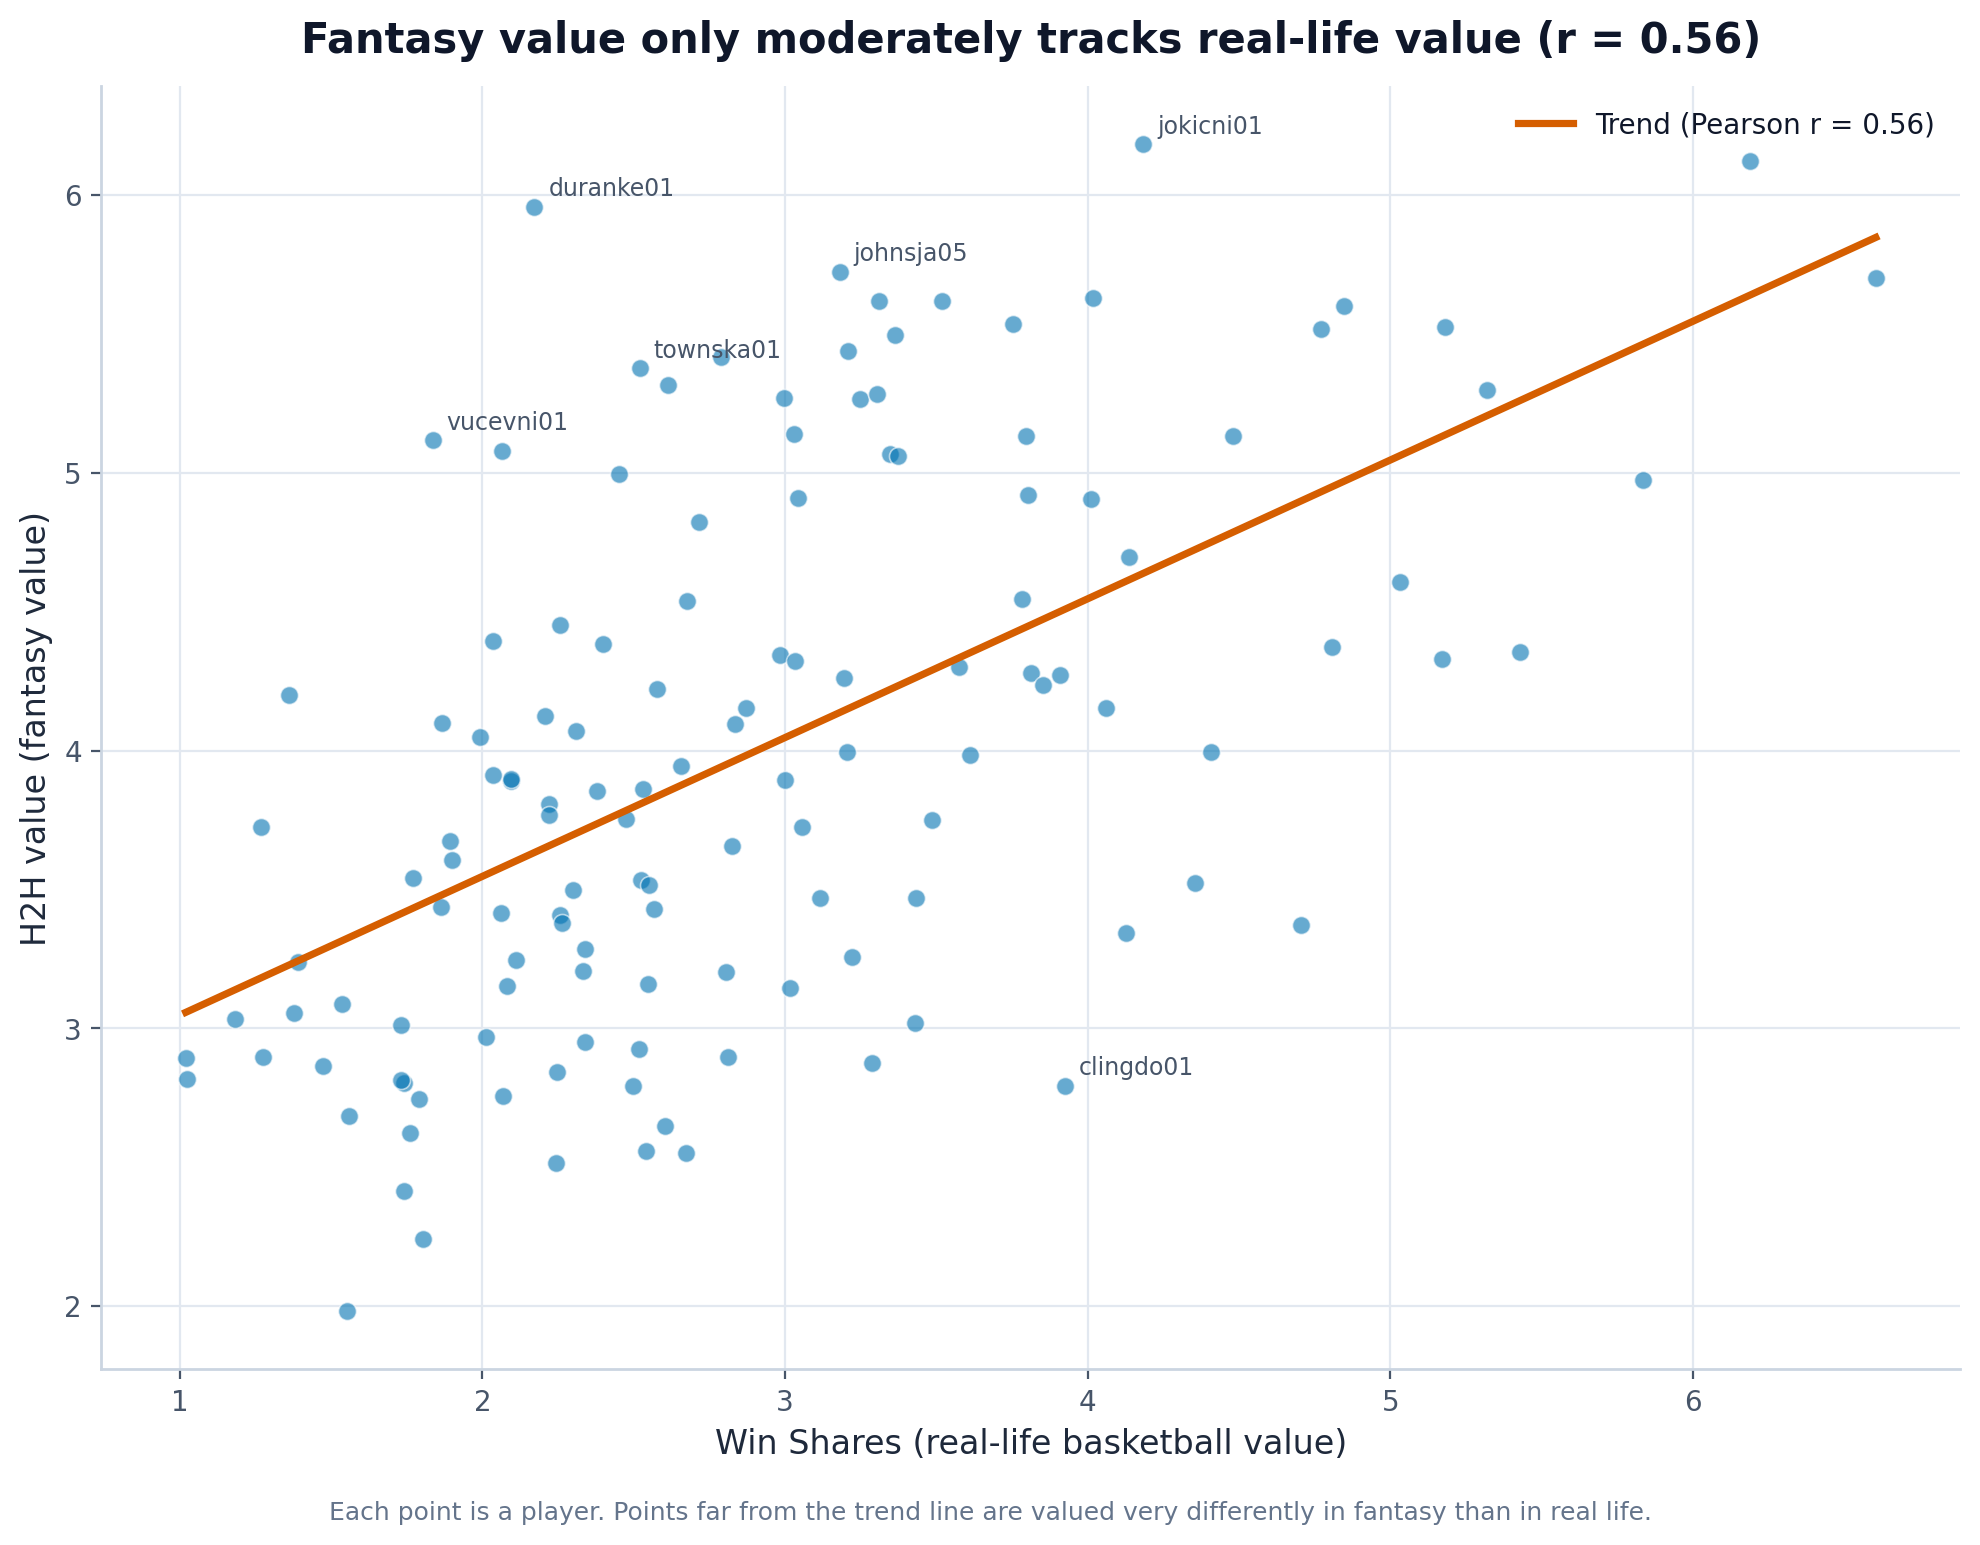 Fantasy value only moderately tracks real-life value (r = 0.56)
Trend (Pearson r = 0.56)
jokicni01
duranke01
johnsja05
townska01
vucevni01
clingdo01
H2H value (fantasy value)
6
5
4
3
2
1 2 3 4 5 6
Win Shares (real-life basketball value)
Each point is a player. Points far from the trend line are valued very differently in fantasy than in real life.